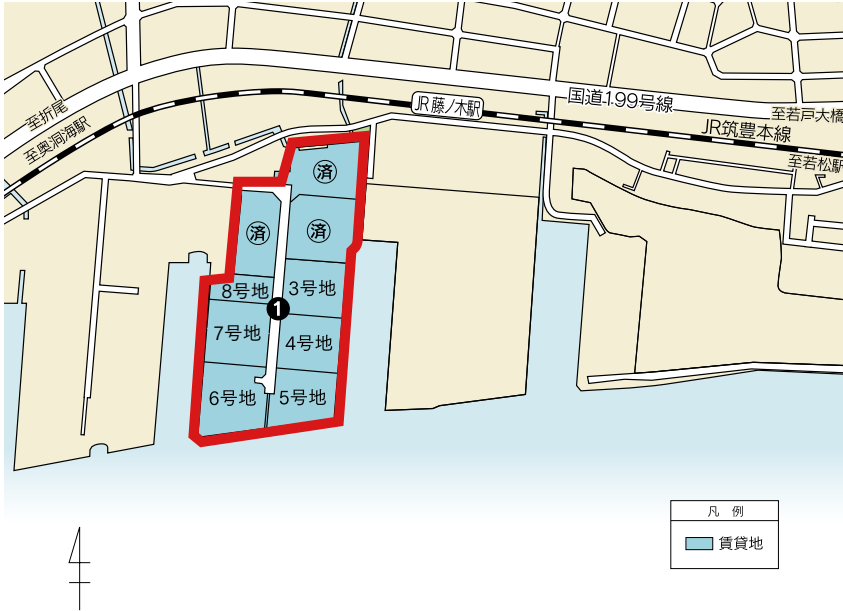 国道199号線
JR藤ノ木駅
至折尾
至若戸大橋
JR筑豊本線
至奥洞海駅
至若松駅
済
済
済
8号地
3号地
1
7号地
4号地
6号地
5号地
凡 例
賃貸地